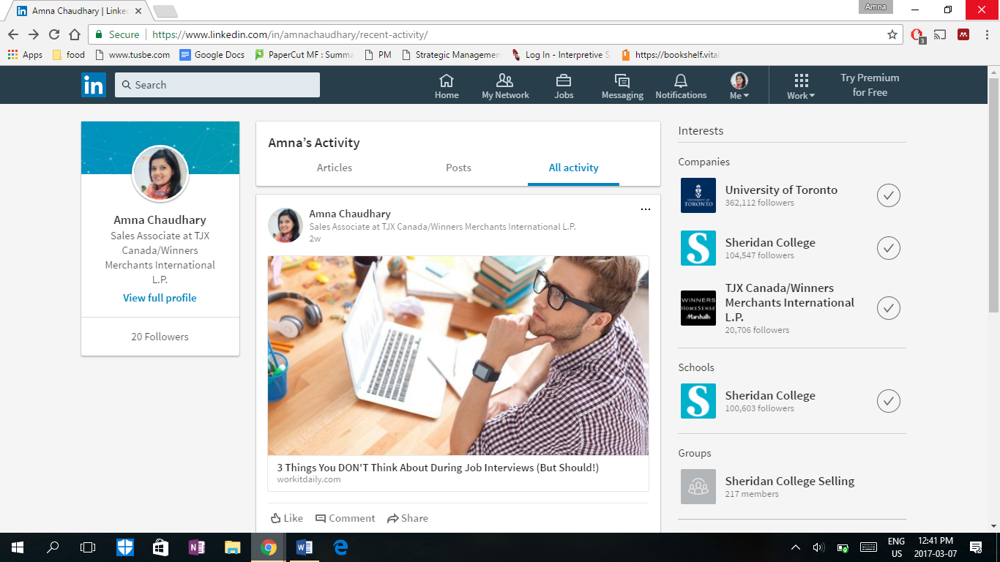 Amna Chaudhary | Linke
Amna
Secure
https://www.linkedin.com/in/amnachaudhary/recent-activity/
3
Apps
food
www.tusbe.com
Google Docs
PaperCut MF : Summa
PM
Strategic Managemen
Log In - Interpretive S
https://bookshelf.vital
in
Search
Home
My Network
Jobs
Messaging
Notifications
Me
Work
Try Premium
for Free
Amna Chaudhary
Sales Associate at TJX
Canada/Winners
Merchants International
L.P.
View full profile
20 Followers
Amna's Activity
Articles
Posts
All activity
Amna Chaudhary
Sales Associate at TJX Canada/Winners Merchants International L.P.
2w
3 Things You DON'T Think About During Job Interviews (But Should!)
workitdaily.com
Like
Comment
Share
Interests
Companies
UNIVERSITY OF
TORONTO
University of Toronto
362,112 followers
S
Sheridan College
104,547 followers
WINNERS
HOMESENSE
Marshalls
TJX Canada/Winners
Merchants International
L.P.
20,706 followers
Schools
S
Sheridan College
100,603 followers
Groups
Sheridan College Selling
217 members
ENG
US
12:41 PM
2017-03-07